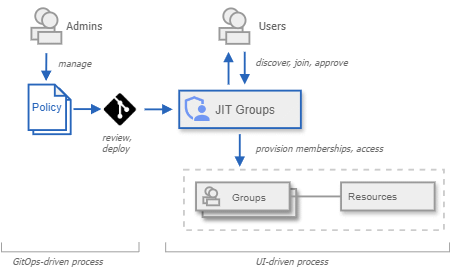 Admins
Users
manage
discover, join, approve
Policy
JIT Groups
review,
deploy
provision memberships, access
Groups
Resources
GitOps-driven process
UI-driven process